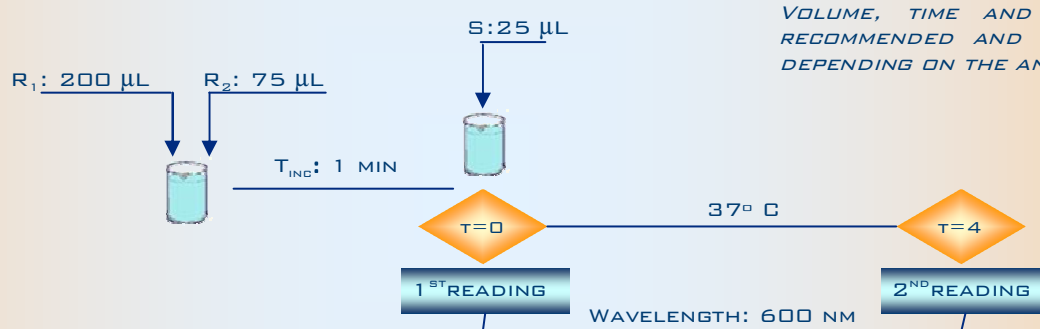 VOLUME, TIME AND
RECOMMENDED AND
DEPENDING ON THE
S:25 µL
R1: 200 µL
R2: 75 µL
TINC: 1 MIN
37º C
T=0
T=4
1ST READING
2ND READING
WAVELENGTH: 600 NM